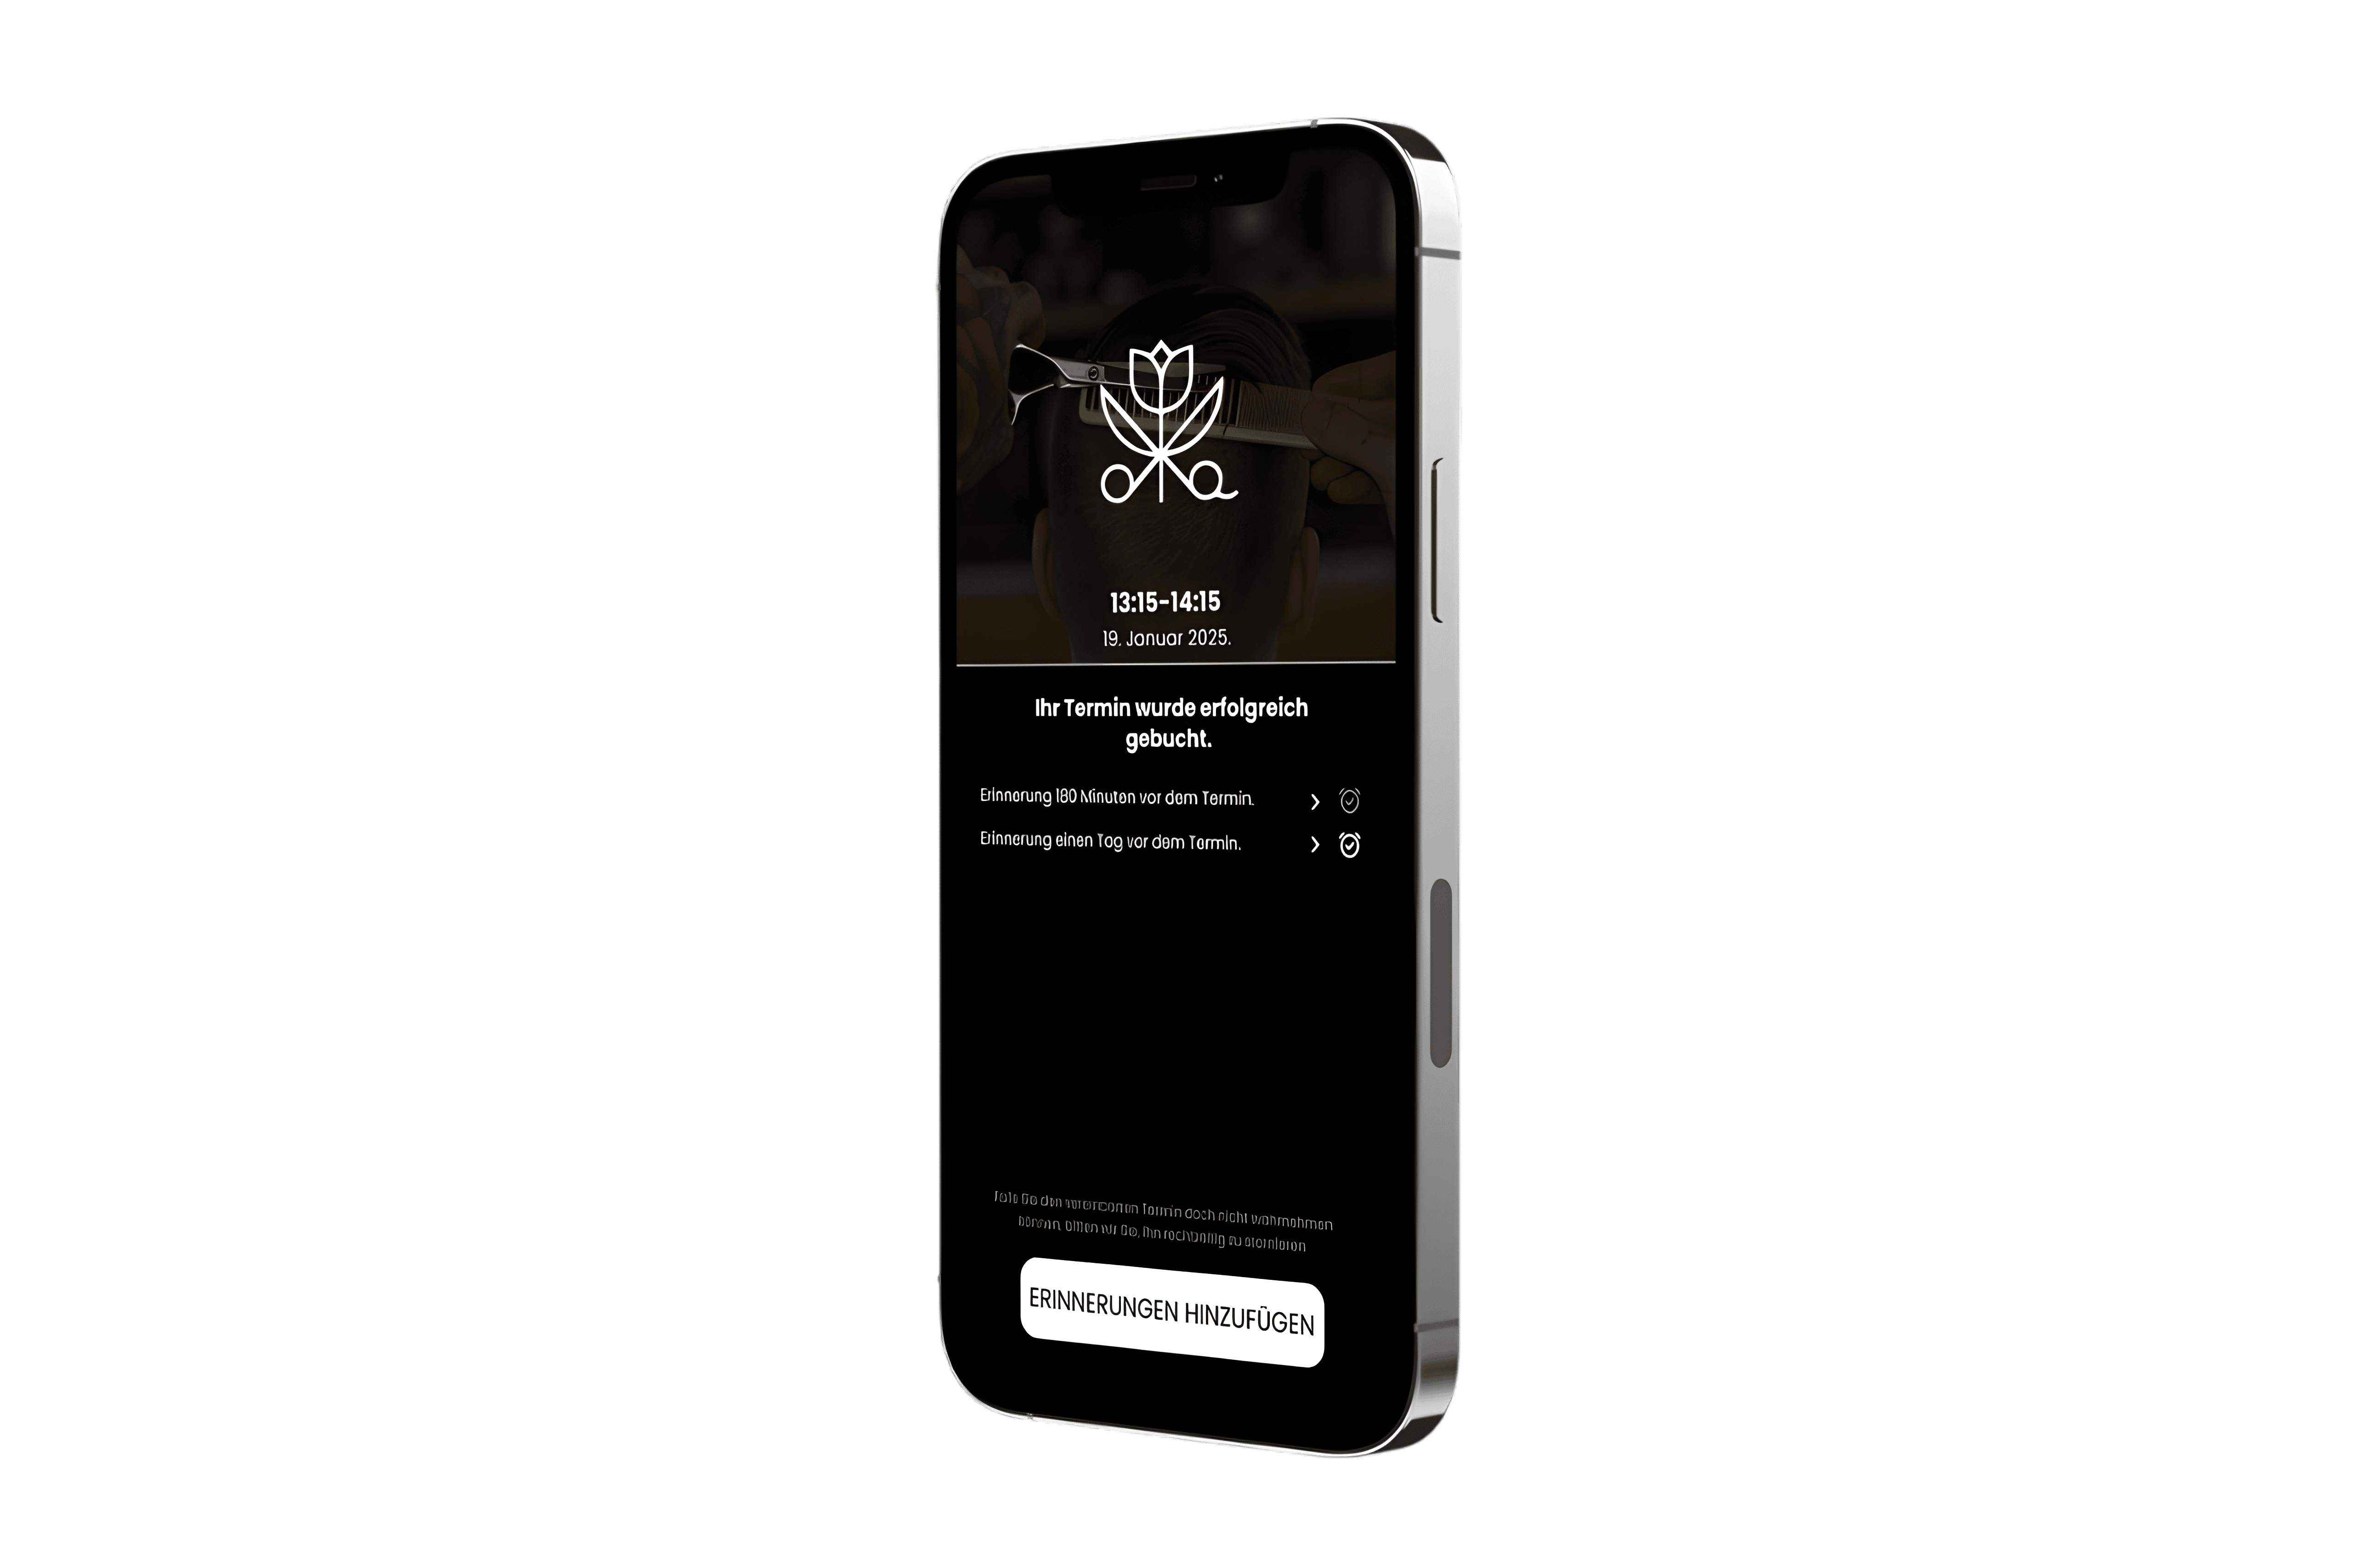 13:15-14:15
19. Januar 2025.
Ihr Termin wurde erfolgreich
gebucht.
Erinnerung 180 Minuten vor dem Termin.
Erinnerung einen Tag vor dem Termin.
Falls Sie den vereinbarten Termin doch nicht wahrnehmen
können, bitten wir Sie, ihn rechtzeitig zu stornieren
ERINNERUNGEN HINZUFÜGEN